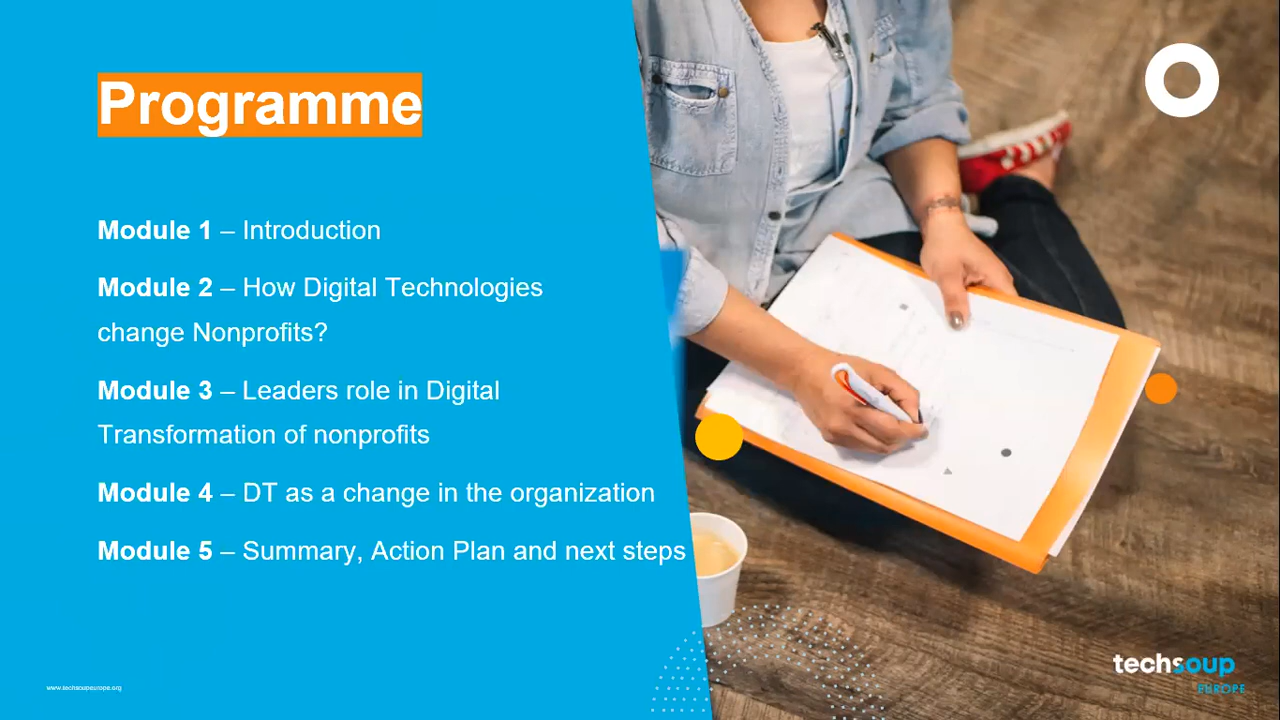 Programme
Module 1 – Introduction
Module 2 – How Digital Technologies
change Nonprofits?
Module 3 – Leaders role in Digital
Transformation of nonprofits
Module 4 – DT as a change in the organization
Module 5 – Summary, Action Plan and next steps
www.techsoupeurope.org
techsoup
EUROPE